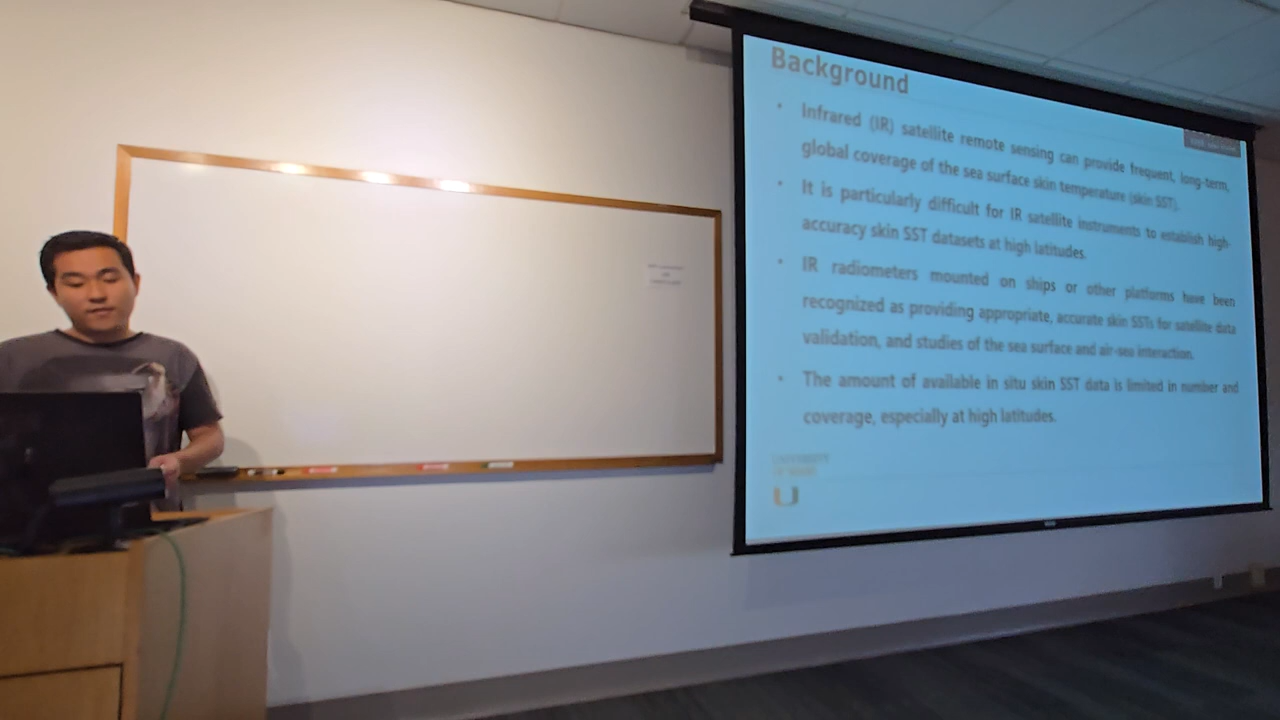 Background
• Infrared (IR) satellite remote sensing can provide frequent, long-term,
global coverage of the sea surface skin temperature (skin SST).
• It is particularly difficult for IR satellite instruments to establish high-
accuracy skin SST datasets at high latitudes.
• IR radiometers mounted on ships or other platforms have been
recognized as providing appropriate, accurate skin SSTs for satellite data
validation, and studies of the sea surface and air-sea interaction.
• The amount of available in situ skin SST data is limited in number and
coverage, especially at high latitudes.
UNIVERSITY
OF MIAMI
U